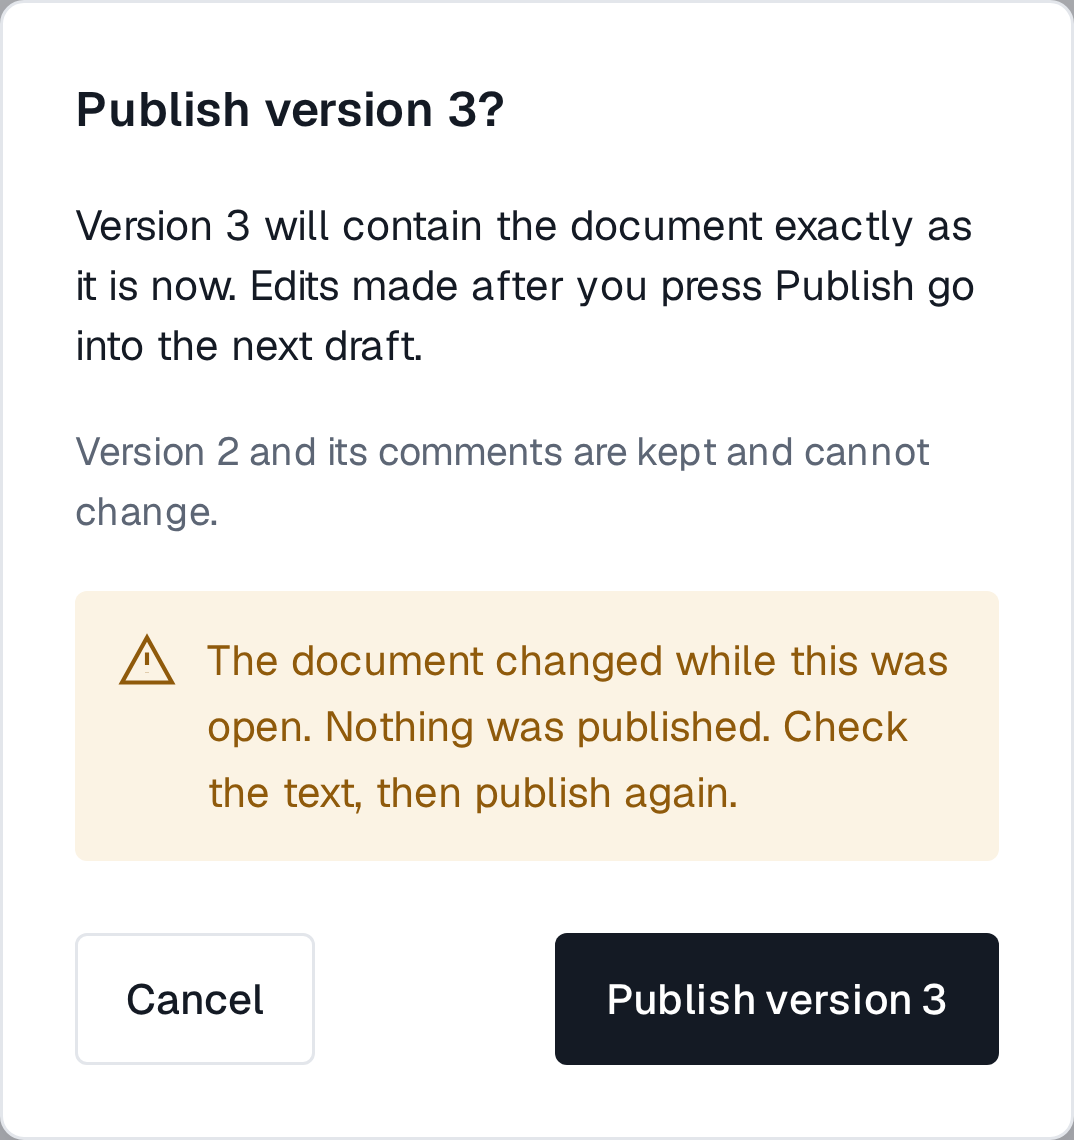 Publish version 3?
Version 3 will contain the document exactly as
it is now. Edits made after you press Publish go
into the next draft.
Version 2 and its comments are kept and cannot
change.
The document changed while this was
open. Nothing was published. Check
the text, then publish again.
Cancel
Publish version 3